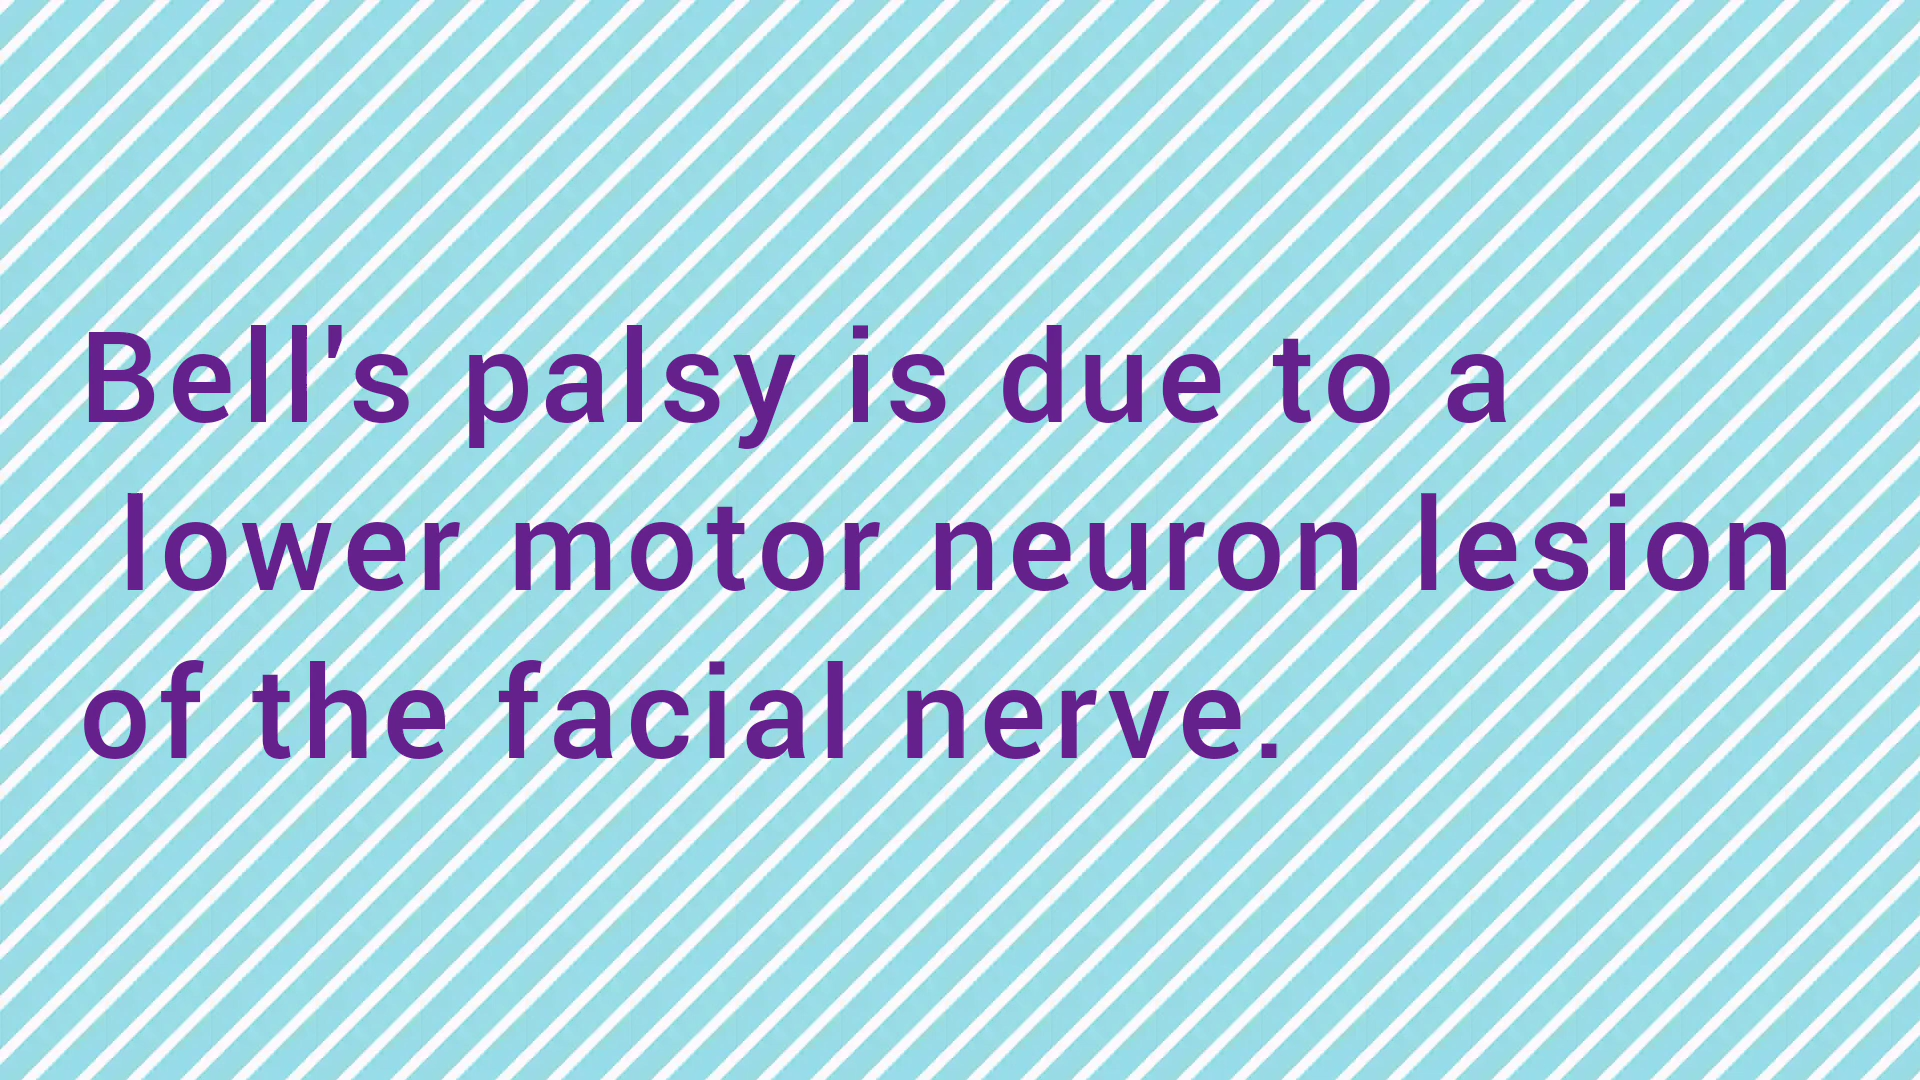 Bell's palsy is due to a
lower motor neuron lesion
of the facial nerve.